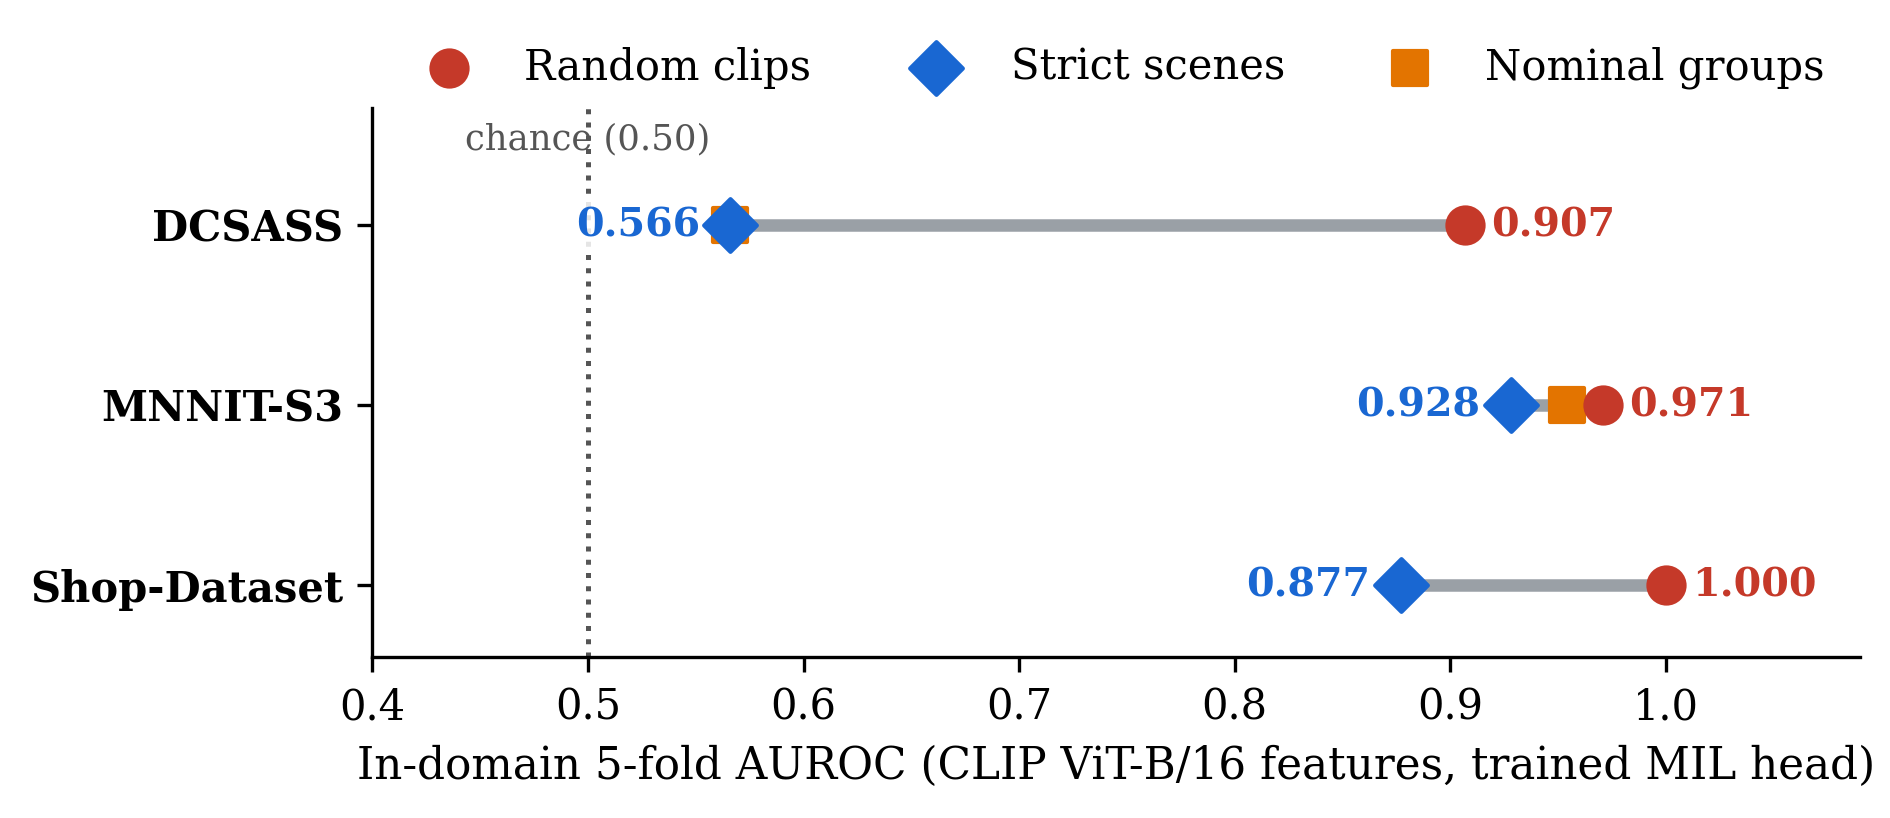 Random clips Strict scenes Nominal groups
chance (0.50)
DCSASS 0.566 0.907
MNNIT-S3 0.928 0.971
Shop-Dataset 0.877 1.000
0.4 0.5 0.6 0.7 0.8 0.9 1.0
In-domain 5-fold AUROC (CLIP ViT-B/16 features, trained MIL head)